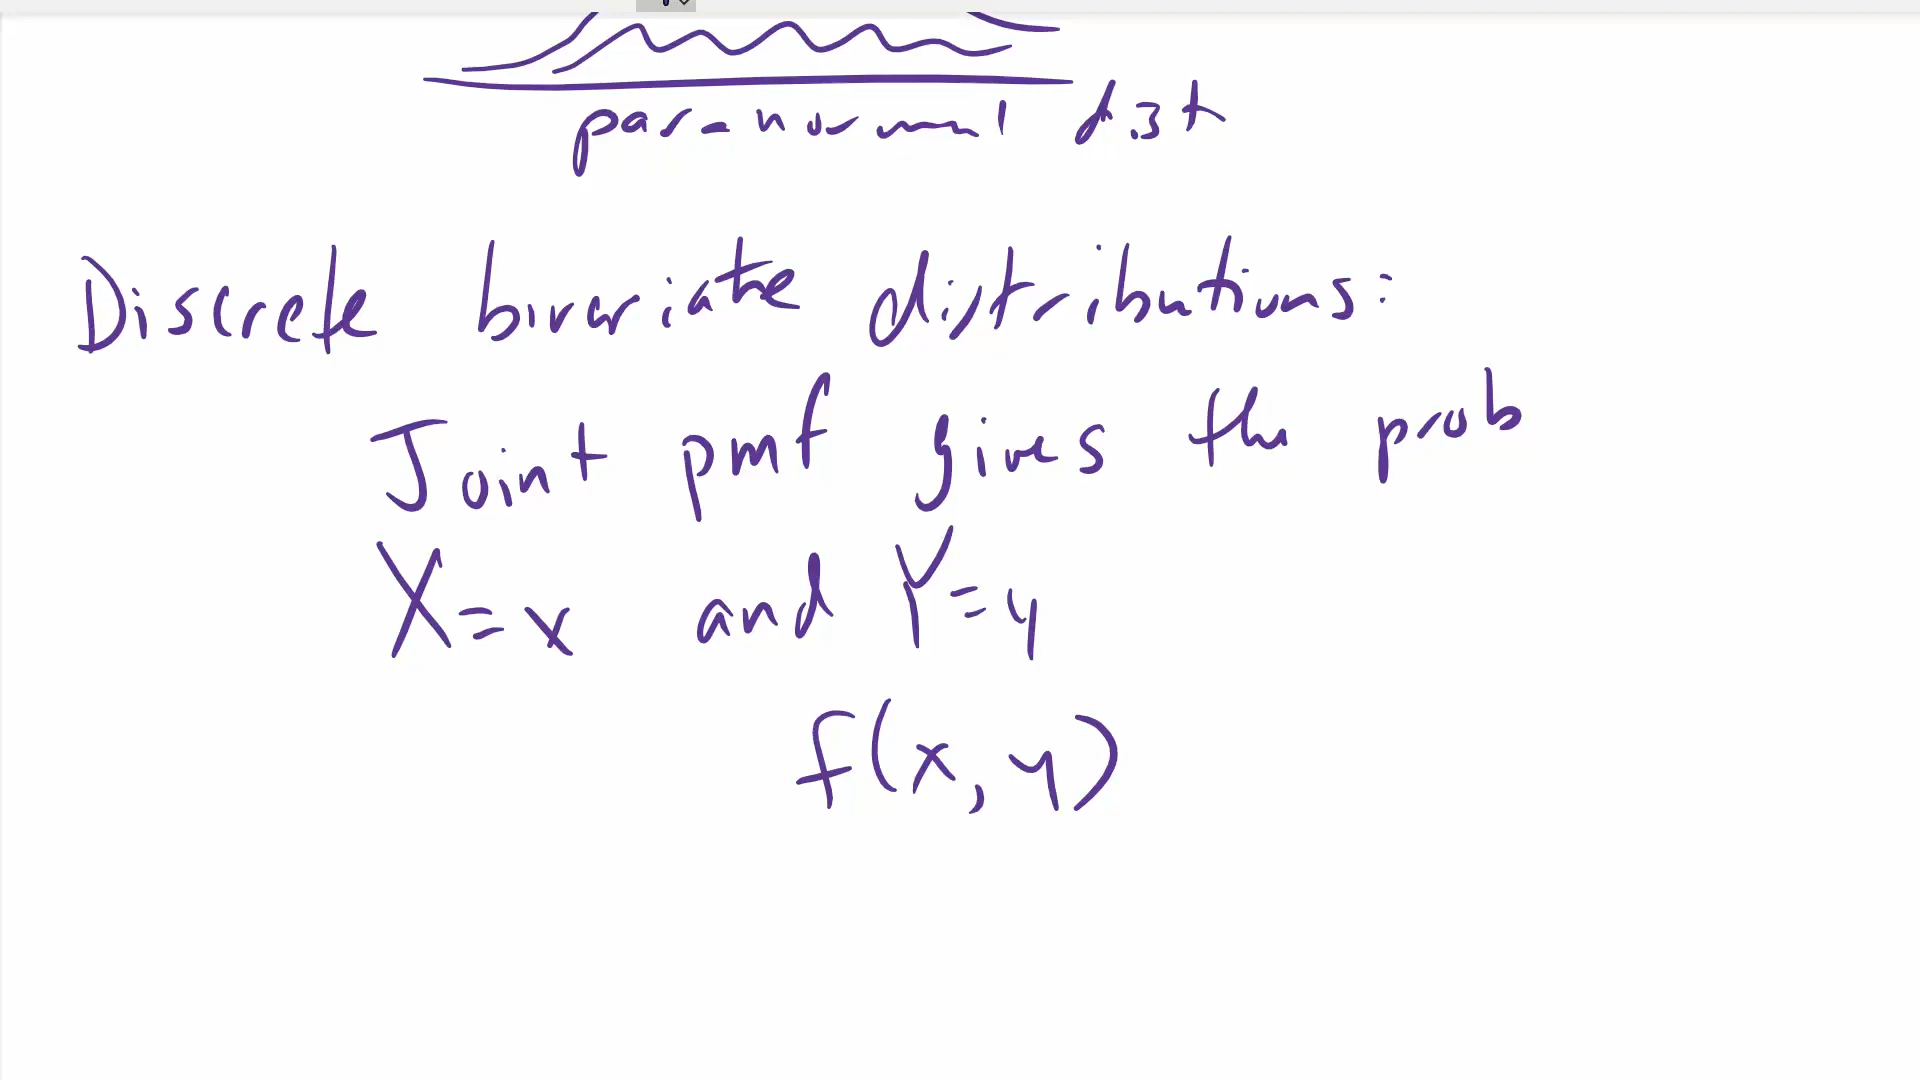 paranormal dist
Discrete bivariate distributions:
Joint pmf gives the prob
X=x and Y=y
f(x,y)